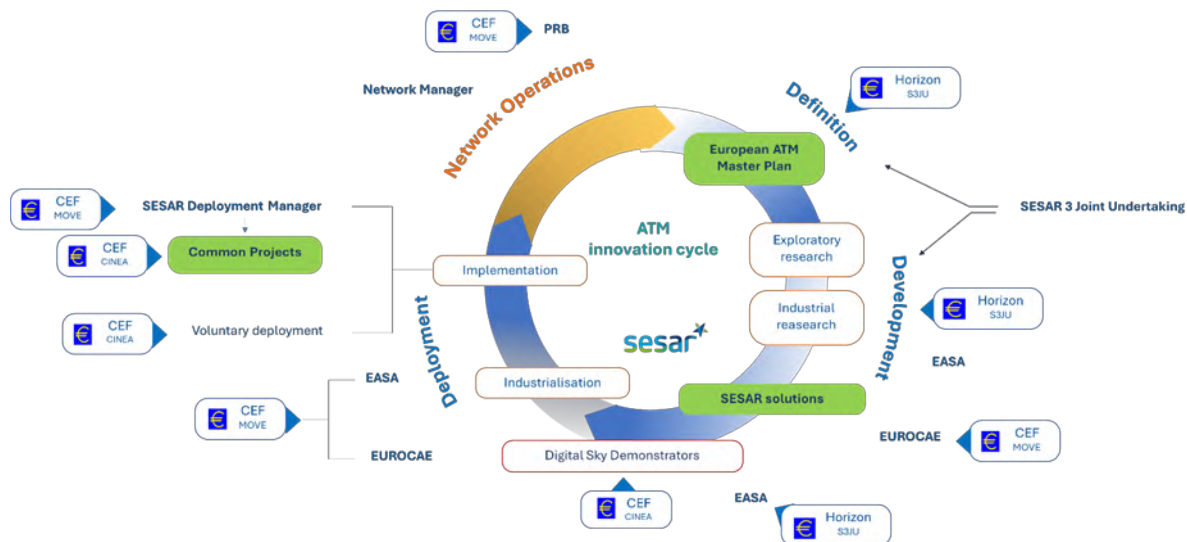 CEF
MOVE
PRB
Network Manager
Network Operations
Definition
Horizon
S3JU
European ATM
Master Plan
CEF
MOVE
SESAR Deployment Manager
SESAR 3 Joint Undertaking
ATM
innovation cycle
Exploratory
research
CEF
CINEA
Common Projects
Implementation
Development
Industrial
reasearch
Horizon
S3JU
CEF
CINEA
Voluntary deployment
sesar
EASA
Deployment
EASA
Industrialisation
SESAR solutions
CEF
MOVE
EUROCAE
CEF
MOVE
EUROCAE
Digital Sky Demonstrators
CEF
CINEA
EASA
Horizon
S3JU